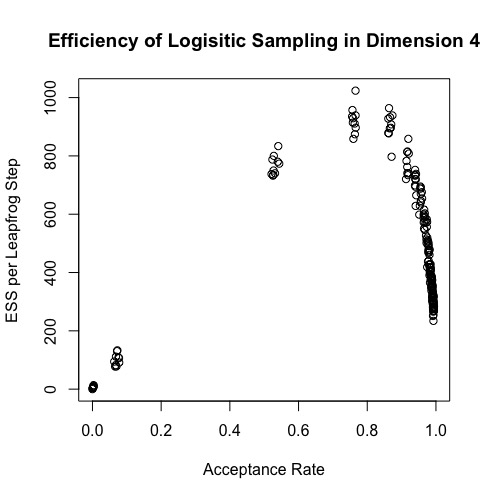 Efficiency of Logisitic Sampling in Dimension 4
ESS per Leapfrog Step
1000
800
600
400
200
0
0.0 0.2 0.4 0.6 0.8 1.0
Acceptance Rate